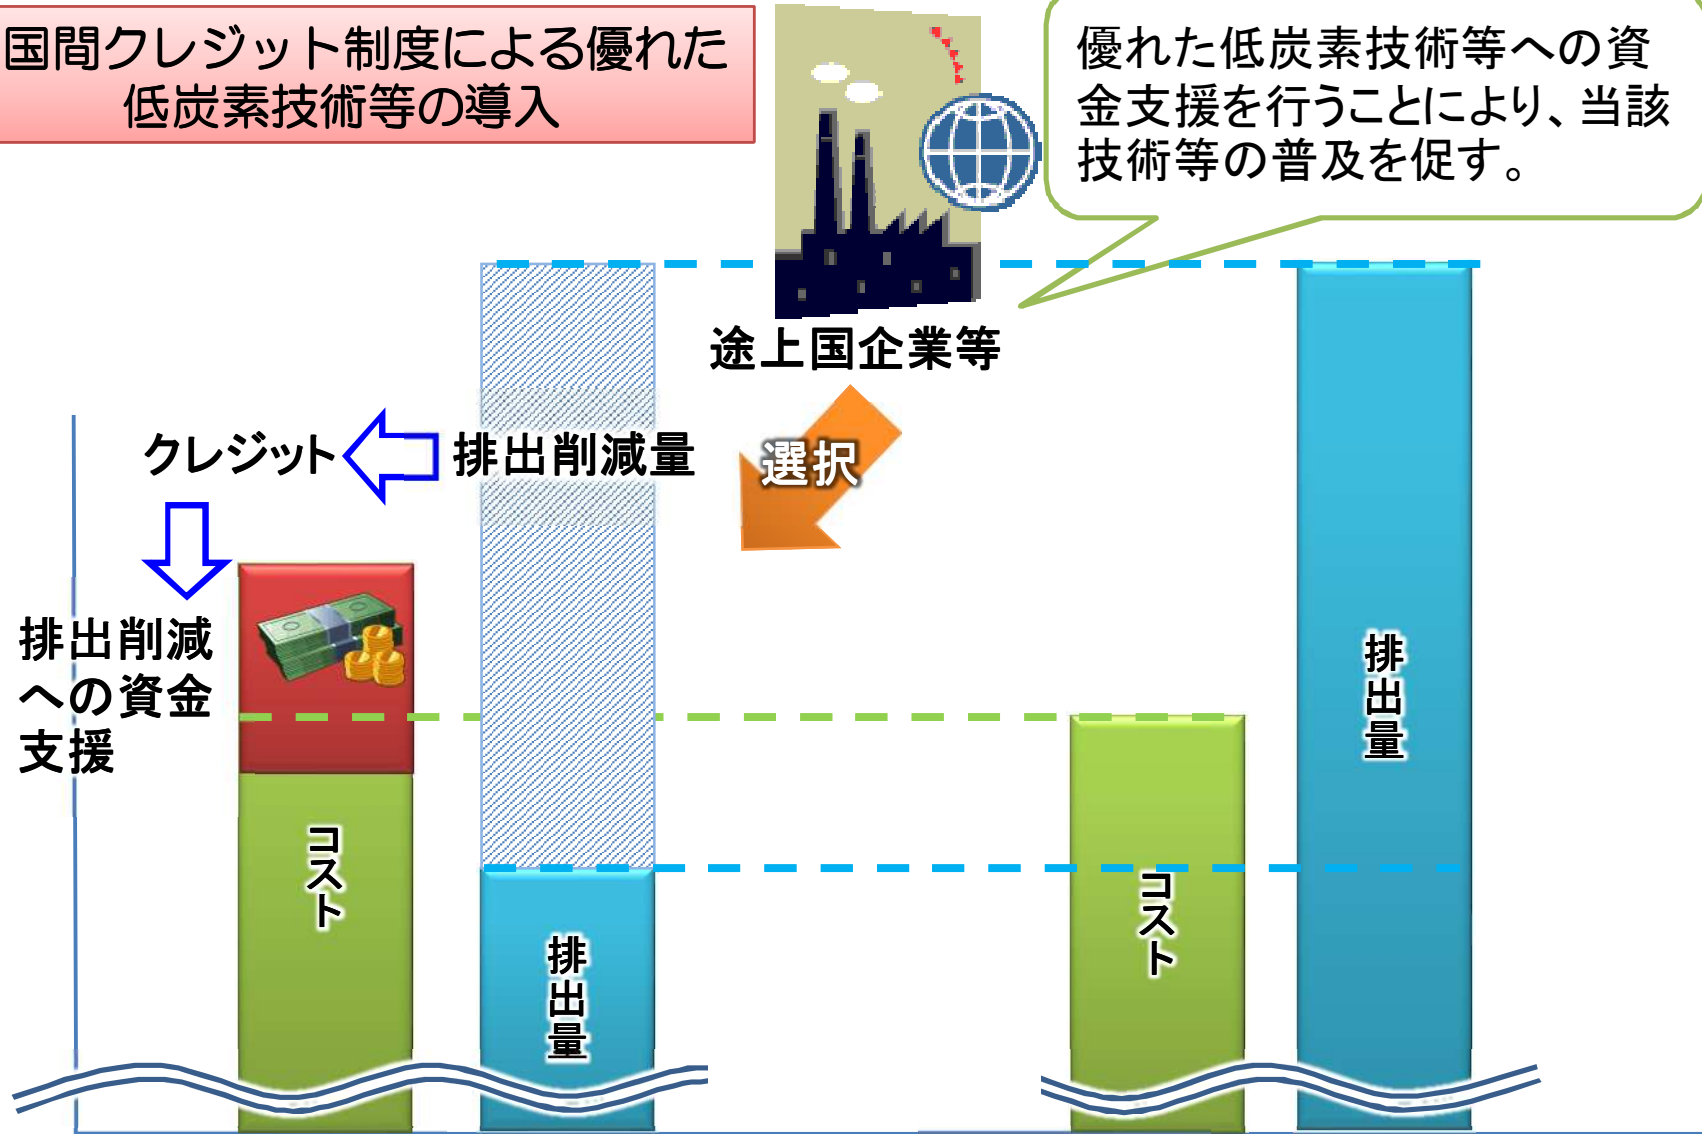 国間クレジット制度による優れた
低炭素技術等の導入
優れた低炭素技術等への資
金支援を行うことにより、当該
技術等の普及を促す。
途上国企業等
クレジット
排出削減量
選択
排出削減
への資金
支援
コスト
排出量
コスト
排出量